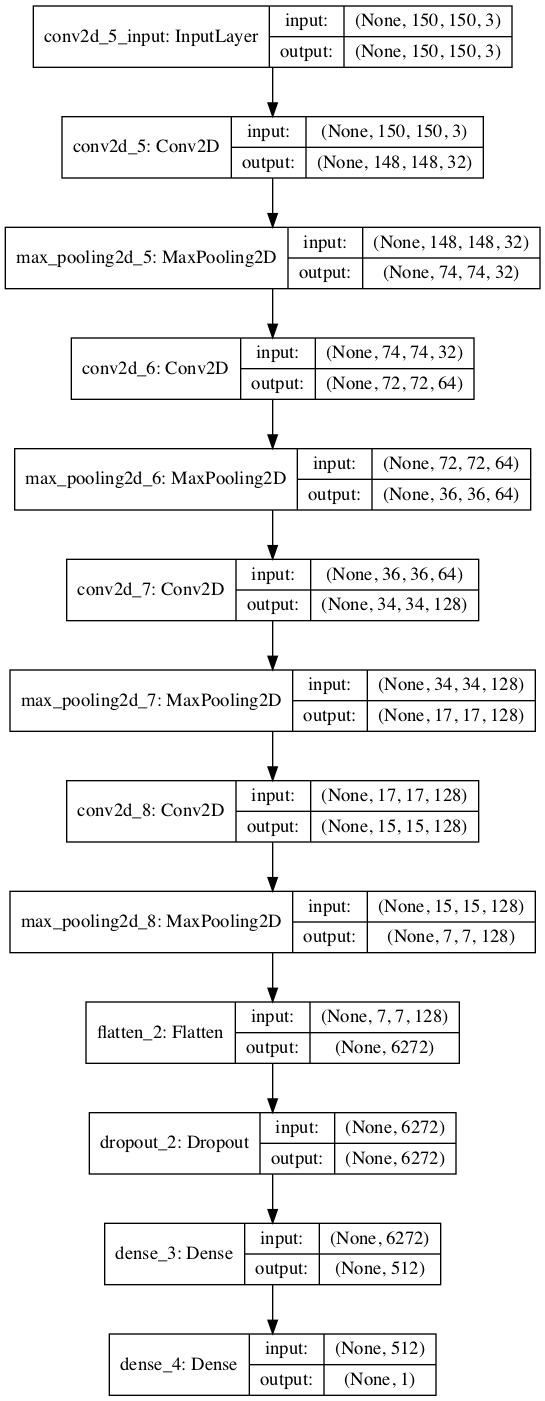 conv2d_5_input: InputLayer
input: (None, 150, 150, 3)
output: (None, 150, 150, 3)
conv2d_5: Conv2D
input: (None, 150, 150, 3)
output: (None, 148, 148, 32)
max_pooling2d_5: MaxPooling2D
input: (None, 148, 148, 32)
output: (None, 74, 74, 32)
conv2d_6: Conv2D
input: (None, 74, 74, 32)
output: (None, 72, 72, 64)
max_pooling2d_6: MaxPooling2D
input: (None, 72, 72, 64)
output: (None, 36, 36, 64)
conv2d_7: Conv2D
input: (None, 36, 36, 64)
output: (None, 34, 34, 128)
max_pooling2d_7: MaxPooling2D
input: (None, 34, 34, 128)
output: (None, 17, 17, 128)
conv2d_8: Conv2D
input: (None, 17, 17, 128)
output: (None, 15, 15, 128)
max_pooling2d_8: MaxPooling2D
input: (None, 15, 15, 128)
output: (None, 7, 7, 128)
flatten_2: Flatten
input: (None, 7, 7, 128)
output: (None, 6272)
dropout_2: Dropout
input: (None, 6272)
output: (None, 6272)
dense_3: Dense
input: (None, 6272)
output: (None, 512)
dense_4: Dense
input: (None, 512)
output: (None, 1)